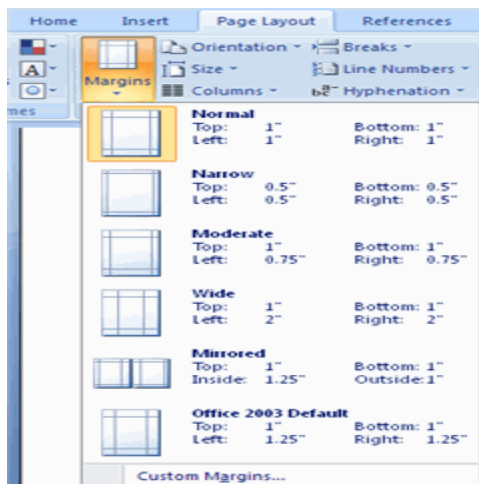 Home Insert Page Layout References
Orientation Breaks
A Margins Size Line Numbers
Columns bc- Hyphenation
mes
Normal
Top: 1" Bottom: 1"
Left: 1" Right: 1"
Narrow
Top: 0.5" Bottom: 0.5"
Left: 0.5" Right: 0.5"
Moderate
Top: 1" Bottom: 1"
Left: 0.75" Right: 0.75"
Wide
Top: 1" Bottom: 1"
Left: 2" Right: 2"
Mirrored
Top: 1" Bottom: 1"
Inside: 1.25" Outside: 1"
Office 2003 Default
Top: 1" Bottom: 1"
Left: 1.25" Right: 1.25"
Custom Margins...